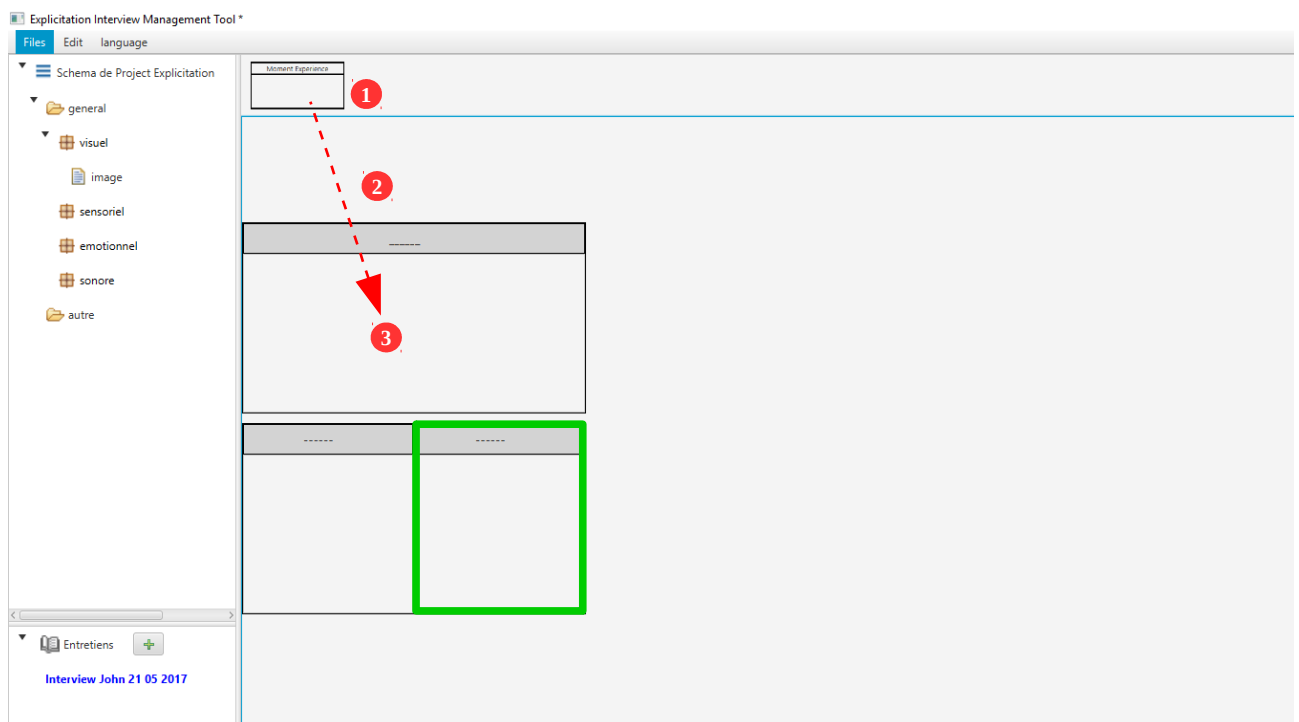 Explicitation Interview Management Tool *
Files Edit language
Schema de Project Explicitation
general
visuel
image
sensoriel
emotionnel
sonore
autre
Entretiens
Interview John 21 05 2017
Moment Experience
1
2
______
3
------ ------